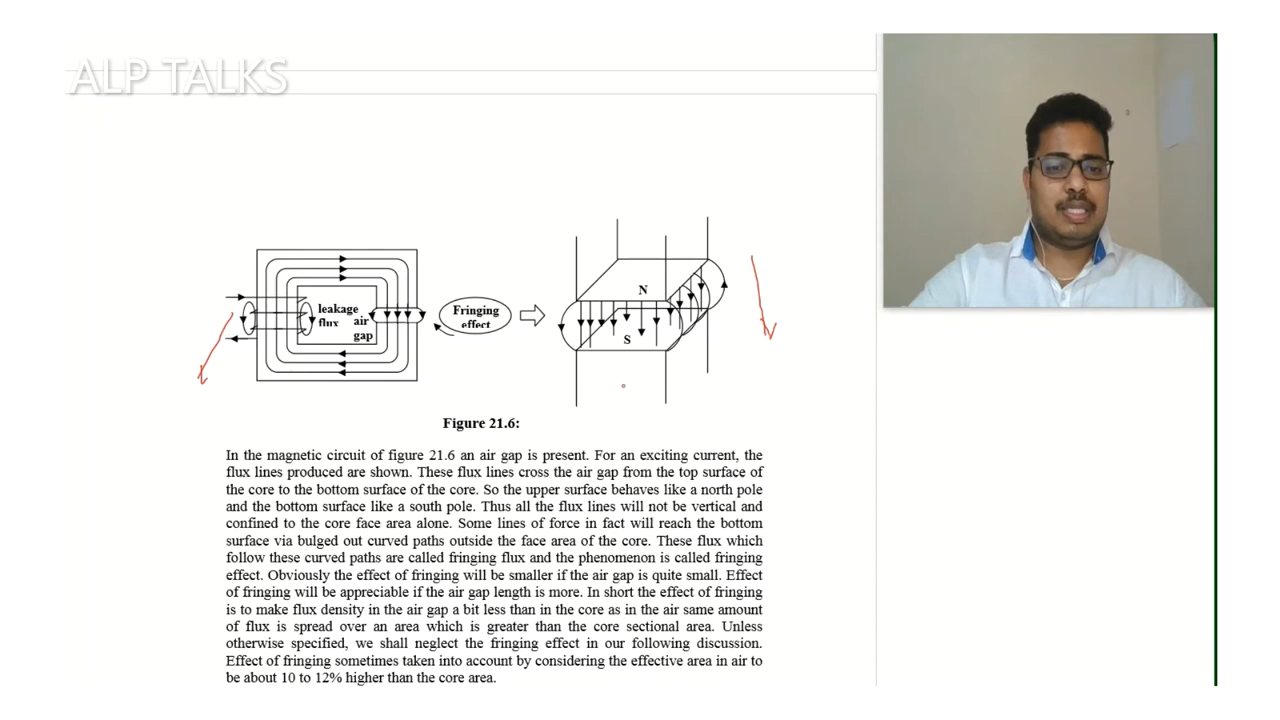 ALP TALKS
leakage
flux
air
gap
Fringing
effect
N
S
Figure 21.6:
In the magnetic circuit of figure 21.6 an air gap is present. For an exciting current, the
flux lines produced are shown. These flux lines cross the air gap from the top surface of
the core to the bottom surface of the core. So the upper surface behaves like a north pole
and the bottom surface like a south pole. Thus all the flux lines will not be vertical and
confined to the core face area alone. Some lines of force in fact will reach the bottom
surface via bulged out curved paths outside the face area of the core. These flux which
follow these curved paths are called fringing flux and the phenomenon is called fringing
effect. Obviously the effect of fringing will be smaller if the air gap is quite small. Effect
of fringing will be appreciable if the air gap length is more. In short the effect of fringing
is to make flux density in the air gap a bit less than in the core as in the air same amount
of flux is spread over an area which is greater than the core sectional area. Unless
otherwise specified, we shall neglect the fringing effect in our following discussion.
Effect of fringing sometimes taken into account by considering the effective area in air to
be about 10 to 12% higher than the core area.